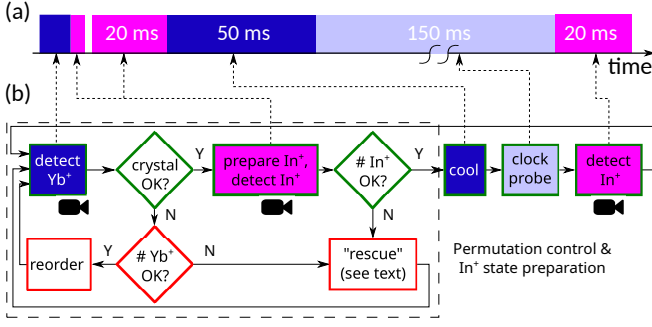 (a)
20 ms
50 ms
150 ms
20 ms
time
(b)
detect
Yb⁺
crystal
OK?
Y
prepare In⁺,
detect In⁺
# In⁺
OK?
Y
cool
clock
probe
detect
In⁺
N
N
reorder
Y
# Yb⁺
OK?
N
"rescue"
(see text)
Permutation control &
In⁺ state preparation